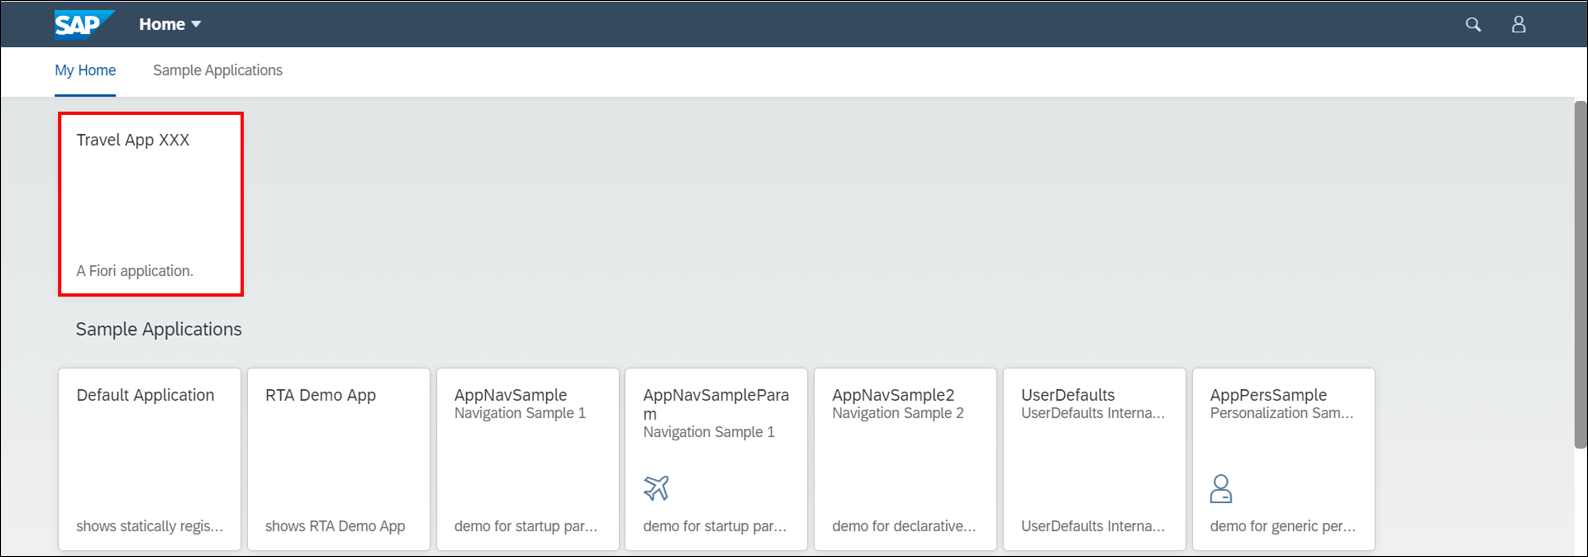 SAP Home
My Home Sample Applications
Travel App XXX
A Fiori application.
Sample Applications
Default Application
shows statically regis...
RTA Demo App
shows RTA Demo App
AppNavSample
Navigation Sample 1
demo for startup par...
AppNavSamplePara
m
Navigation Sample 1
demo for startup par...
AppNavSample2
Navigation Sample 2
demo for declarative...
UserDefaults
UserDefaults Interna...
UserDefaults Interna...
AppPersSample
Personalization Sam...
demo for generic per...